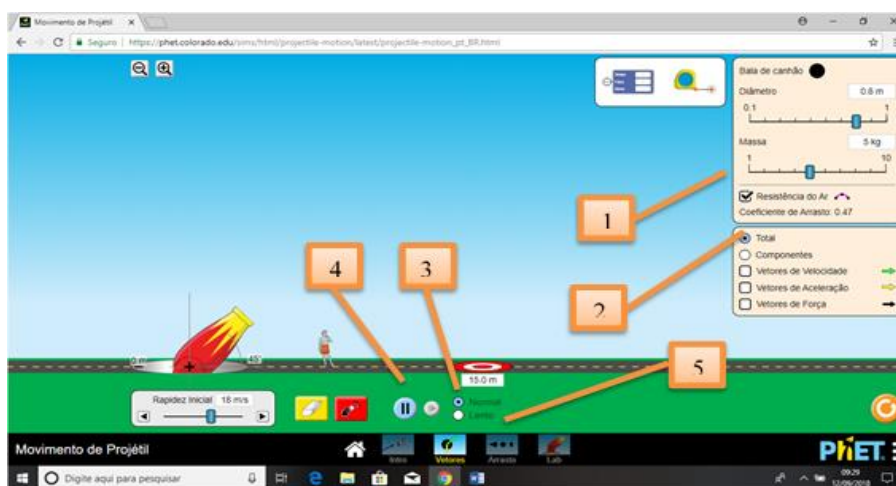 Movimento de Projétil
Seguro | https://phet.colorado.edu/sims/html/projectile-motion/latest/projectile-motion_pt_BR.html
Bala de canhão
Diâmetro 0.8 m
0.1 1
Massa 5 kg
1 10
Resistência do Ar
Coeficiente de Arrasto: 0.47
1
Total
Componentes
Vetores de Velocidade
Vetores de Aceleração
Vetores de Força
4
3
2
0 m
45°
5
15.0 m
Rapidez Inicial 18 m/s
Normal
Lento
Movimento de Projétil
Intro
Vetores
Arrasto
Lab
PhET
Digite aqui para pesquisar
09:29
12/09/2018